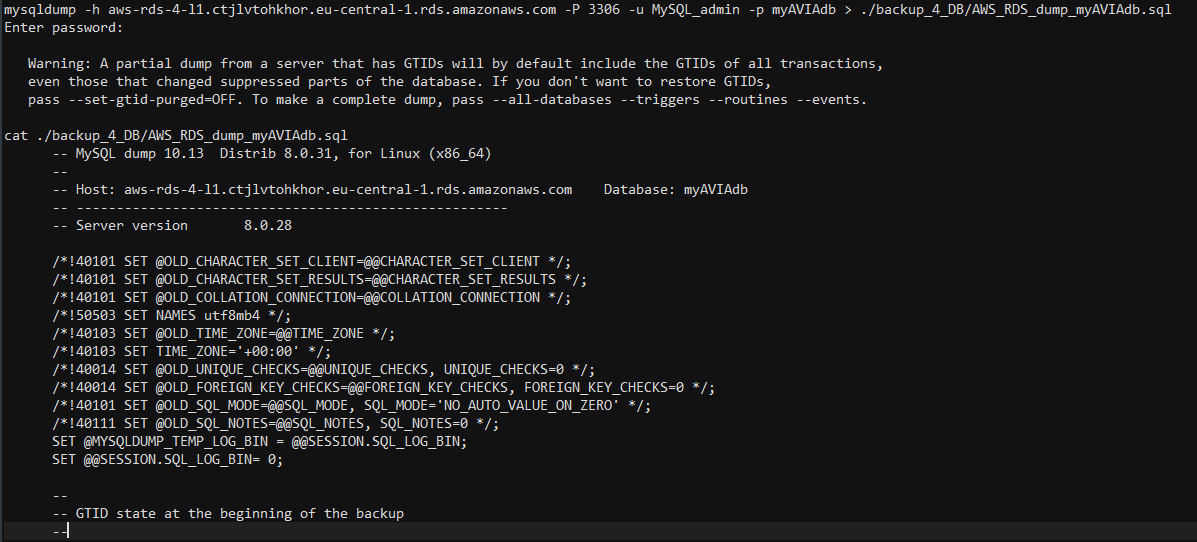 mysqldump -h aws-rds-4-l1.ctjlvtohkhor.eu-central-1.rds.amazonaws.com -P 3306 -u MySQL_admin -p myAVIAdb > ./backup_4_DB/AWS_RDS_dump_myAVIAdb.sql
Enter password:
Warning: A partial dump from a server that has GTIDs will by default include the GTIDs of all transactions,
even those that changed suppressed parts of the database. If you don't want to restore GTIDs,
pass --set-gtid-purged=OFF. To make a complete dump, pass --all-databases --triggers --routines --events.
cat ./backup_4_DB/AWS_RDS_dump_myAVIAdb.sql
-- MySQL dump 10.13  Distrib 8.0.31, for Linux (x86_64)
--
-- Host: aws-rds-4-l1.ctjlvtohkhor.eu-central-1.rds.amazonaws.com    Database: myAVIAdb
-- ------------------------------------------------------
-- Server version       8.0.28
/*!40101 SET @OLD_CHARACTER_SET_CLIENT=@@CHARACTER_SET_CLIENT */;
/*!40101 SET @OLD_CHARACTER_SET_RESULTS=@@CHARACTER_SET_RESULTS */;
/*!40101 SET @OLD_COLLATION_CONNECTION=@@COLLATION_CONNECTION */;
/*!50503 SET NAMES utf8mb4 */;
/*!40103 SET @OLD_TIME_ZONE=@@TIME_ZONE */;
/*!40103 SET TIME_ZONE='+00:00' */;
/*!40014 SET @OLD_UNIQUE_CHECKS=@@UNIQUE_CHECKS, UNIQUE_CHECKS=0 */;
/*!40014 SET @OLD_FOREIGN_KEY_CHECKS=@@FOREIGN_KEY_CHECKS, FOREIGN_KEY_CHECKS=0 */;
/*!40101 SET @OLD_SQL_MODE=@@SQL_MODE, SQL_MODE='NO_AUTO_VALUE_ON_ZERO' */;
/*!40111 SET @OLD_SQL_NOTES=@@SQL_NOTES, SQL_NOTES=0 */;
SET @MYSQLDUMP_TEMP_LOG_BIN = @@SESSION.SQL_LOG_BIN;
SET @@SESSION.SQL_LOG_BIN= 0;
--
-- GTID state at the beginning of the backup
--